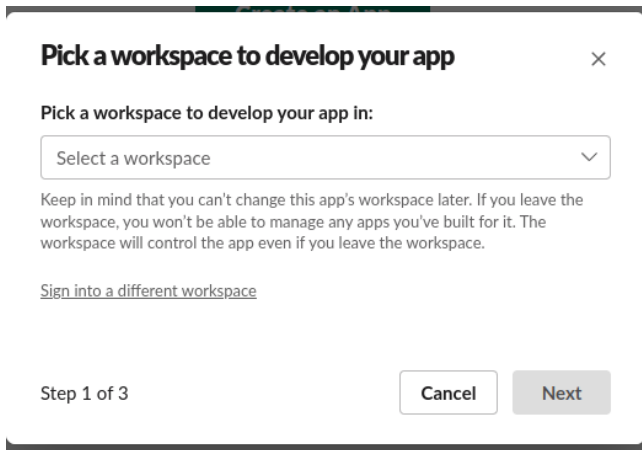 Create an App
Pick a workspace to develop your app
Pick a workspace to develop your app in:
Select a workspace
Keep in mind that you can't change this app's workspace later. If you leave the
workspace, you won't be able to manage any apps you've built for it. The
workspace will control the app even if you leave the workspace.
Sign into a different workspace
Step 1 of 3
Cancel
Next